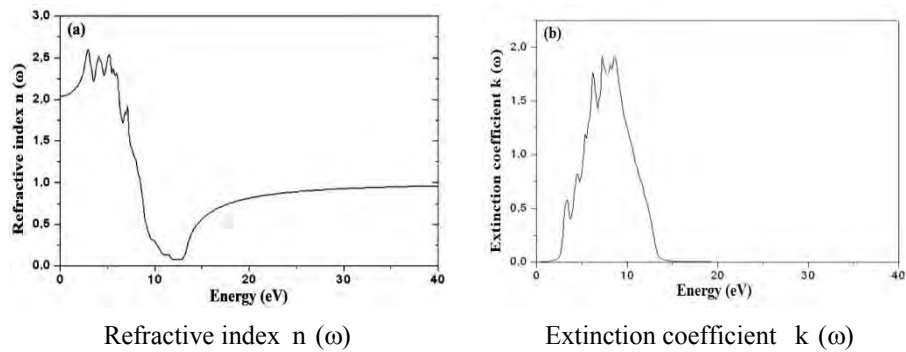 (a)
3,0
2,5
2,0
1,5
1,0
0,5
0,0
0 10 20 30 40
Refractive index n (ω)
Energy (eV)
(b)
2.0
1.5
1.0
0.5
0.0
0 10 20 30 40
Extinction coefficient k (ω)
Energy (eV)
Refractive index n (ω)
Extinction coefficient k (ω)